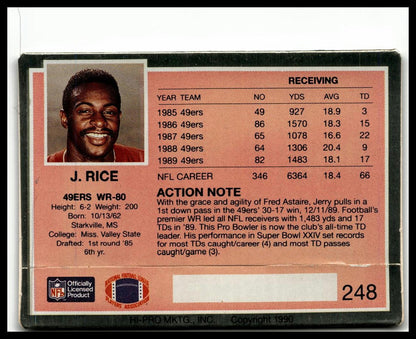 RECEIVING
YEAR TEAM NO YDS AVG TD
1985 49ers 49 927 18.9 3
1986 49ers 86 1570 18.3 15
1987 49ers 65 1078 16.6 22
1988 49ers 64 1306 20.4 9
1989 49ers 82 1483 18.1 17
NFL CAREER 346 6364 18.4 66
J. RICE
49ERS WR-80
Height: 6-2 Weight: 200
Born: 10/13/62
Starkville, MS
College: Miss. Valley State
Drafted: 1st round '85
6th yr.
ACTION NOTE
With the grace and agility of Fred Astaire, Jerry pulls in a
1st down pass in the 49ers' 30-17 win, 12/11/89. Football's
premier WR led all NFL receivers with 1,483 yds and 17
TDs in '89. This Pro Bowler is now the club's all-time TD
leader. His performance in Super Bowl XXIV set records
for most TDs caught/career (4) and most TD passes
caught/game (3).
NFL
Officially
Licensed
Product
248
HI-PRO MKTG., INC. Copyright 1990